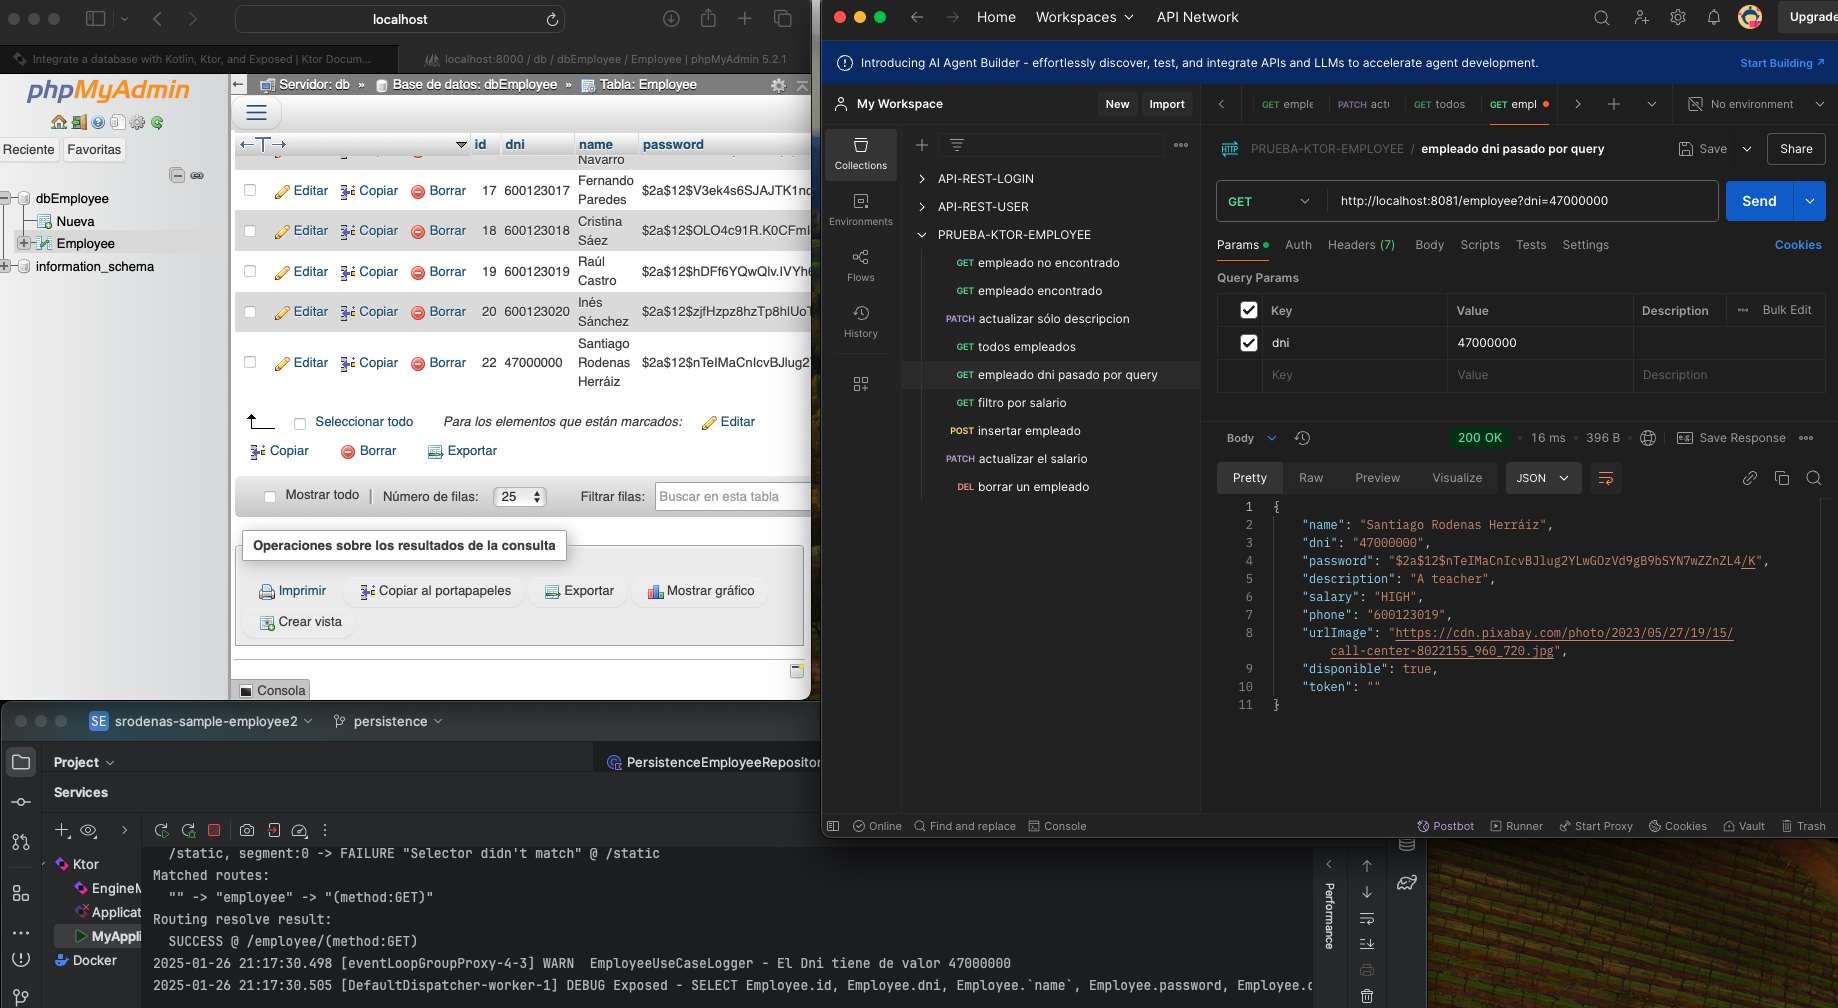 localhost
Integrate a database with Kotlin, Ktor, and Exposed | Ktor Docum...
localhost:8000 / db / dbEmployee / Employee | phpMyAdmin 5.2.1
phpMyAdmin
Reciente
Favoritas
dbEmployee
Nueva
Employee
information_schema
Servidor: db » Base de datos: dbEmployee » Tabla: Employee
id dni name password
Navarro
Editar Copiar Borrar 17 600123017 Fernando Paredes
Editar Copiar Borrar 18 600123018 Cristina Sáez
Editar Copiar Borrar 19 600123019 Raúl Castro
Editar Copiar Borrar 20 600123020 Inés Sánchez
Editar Copiar Borrar 22 47000000 Santiago Rodenas Herráiz
Seleccionar todo Para los elementos que están marcados: Editar
Copiar Borrar Exportar
Mostrar todo | Número de filas: 25 Filtrar filas: Buscar en esta tabla
Operaciones sobre los resultados de la consulta
Imprimir Copiar al portapapeles Exportar Mostrar gráfico
Crear vista
Consola
Home Workspaces API Network
Upgrade
Introducing AI Agent Builder - effortlessly discover, test, and integrate APIs and LLMs to accelerate agent development.
Start Building
My Workspace New Import
GET emple PATCH actu GET todos GET empl
No environment
Collections
Environments
Flows
History
API-REST-LOGIN
API-REST-USER
PRUEBA-KTOR-EMPLOYEE
GET empleado no encontrado
GET empleado encontrado
PATCH actualizar sólo descripcion
GET todos empleados
GET empleado dni pasado por query
GET filtro por salario
POST insertar empleado
PATCH actualizar el salario
DEL borrar un empleado
HTTP PRUEBA-KTOR-EMPLOYEE / empleado dni pasado por query
Save Share
GET http://localhost:8081/employee?dni=47000000 Send
Params Auth Headers (7) Body Scripts Tests Settings Cookies
Query Params
Key Value Description Bulk Edit
dni 47000000
Key Value Description
Body 200 OK 16 ms 396 B Save Response
Pretty Raw Preview Visualize JSON
1 {
2 "name": "Santiago Rodenas Herráiz",
3 "dni": "47000000",
4 "password": "$2a$12$nTeIMaCnIcvBJlug2YLwGOzVd9gB9bSYN7wZZnZL4/K",
5 "description": "A teacher",
6 "salary": "HIGH",
7 "phone": "600123019",
8 "urlImage": "https://cdn.pixabay.com/photo/2023/05/27/19/15/
call-center-8022155_960_720.jpg",
9 "disponible": true,
10 "token": ""
11 }
Online Find and replace Console
Postbot Runner Start Proxy Cookies Vault Trash
SE srodenas-sample-employee2 persistence
Project
PersistenceEmployeeRepositor
Services
Ktor
EngineM
Applicat
MyAppli
Docker
/static, segment:0 -> FAILURE "Selector didn't match" @ /static
Matched routes:
"" -> "employee" -> "(method:GET)"
Routing resolve result:
SUCCESS @ /employee/(method:GET)
2025-01-26 21:17:30.498 [eventLoopGroupProxy-4-3] WARN EmployeeUseCaseLogger - El Dni tiene de valor 47000000
2025-01-26 21:17:30.505 [DefaultDispatcher-worker-1] DEBUG Exposed - SELECT Employee.id, Employee.dni, Employee.`name`, Employee.password, Employee.d
Performance